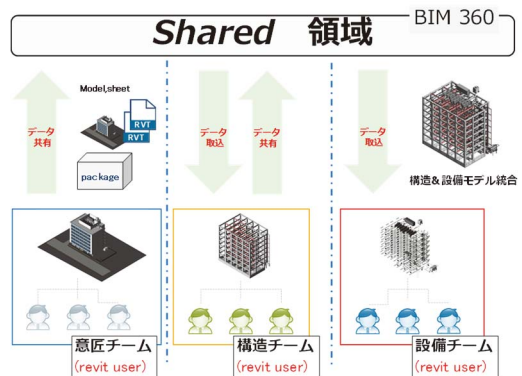 BIM 360
Shared 領域
Model,sheet
RVT
RVT
package
データ
共有
データ
取込
データ
共有
データ
取込
構造&設備モデル統合
意匠チーム
(revit user)
構造チーム
(revit user)
設備チーム
(revit user)